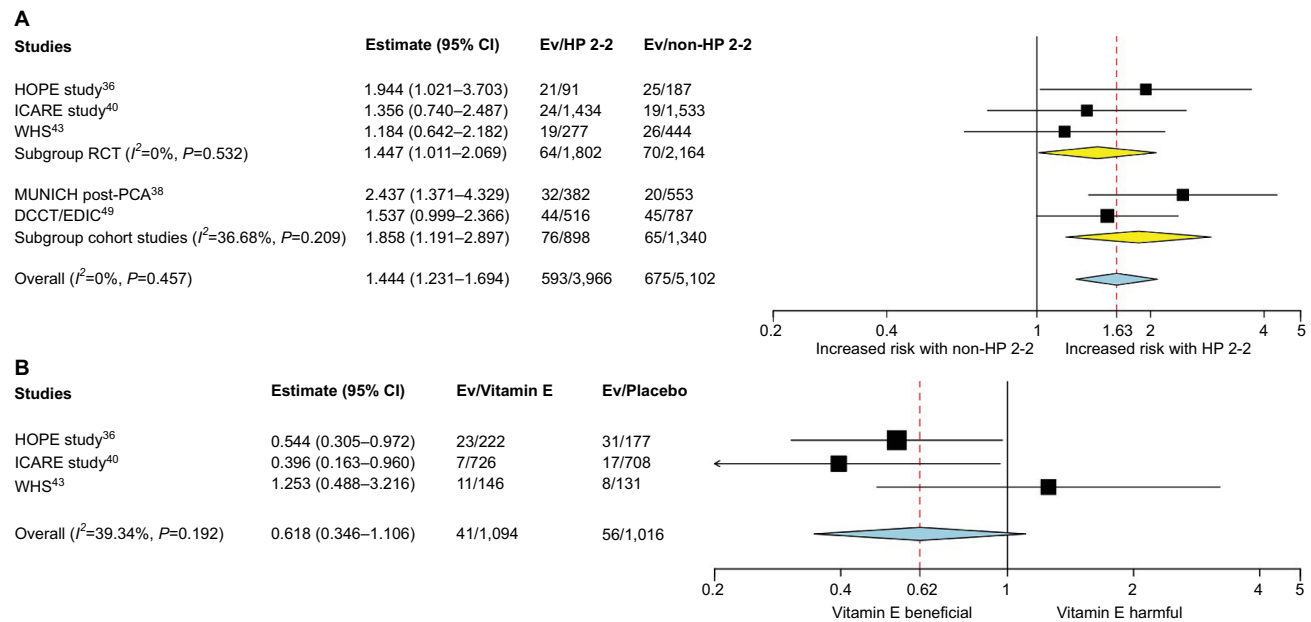 A
Studies Estimate (95% CI) Ev/HP 2-2 Ev/non-HP 2-2
HOPE study36 1.944 (1.021–3.703) 21/91 25/187
ICARE study40 1.356 (0.740–2.487) 24/1,434 19/1,533
WHS43 1.184 (0.642–2.182) 19/277 26/444
Subgroup RCT (I2=0%, P=0.532) 1.447 (1.011–2.069) 64/1,802 70/2,164
MUNICH post-PCA38 2.437 (1.371–4.329) 32/382 20/553
DCCT/EDIC49 1.537 (0.999–2.366) 44/516 45/787
Subgroup cohort studies (I2=36.68%, P=0.209) 1.858 (1.191–2.897) 76/898 65/1,340
Overall (I2=0%, P=0.457) 1.444 (1.231–1.694) 593/3,966 675/5,102
0.2 0.4 1 1.63 2 4 5
Increased risk with non-HP 2-2 Increased risk with HP 2-2
B
Studies Estimate (95% CI) Ev/Vitamin E Ev/Placebo
HOPE study36 0.544 (0.305–0.972) 23/222 31/177
ICARE study40 0.396 (0.163–0.960) 7/726 17/708
WHS43 1.253 (0.488–3.216) 11/146 8/131
Overall (I2=39.34%, P=0.192) 0.618 (0.346–1.106) 41/1,094 56/1,016
0.2 0.4 0.62 1 2 4 5
Vitamin E beneficial Vitamin E harmful